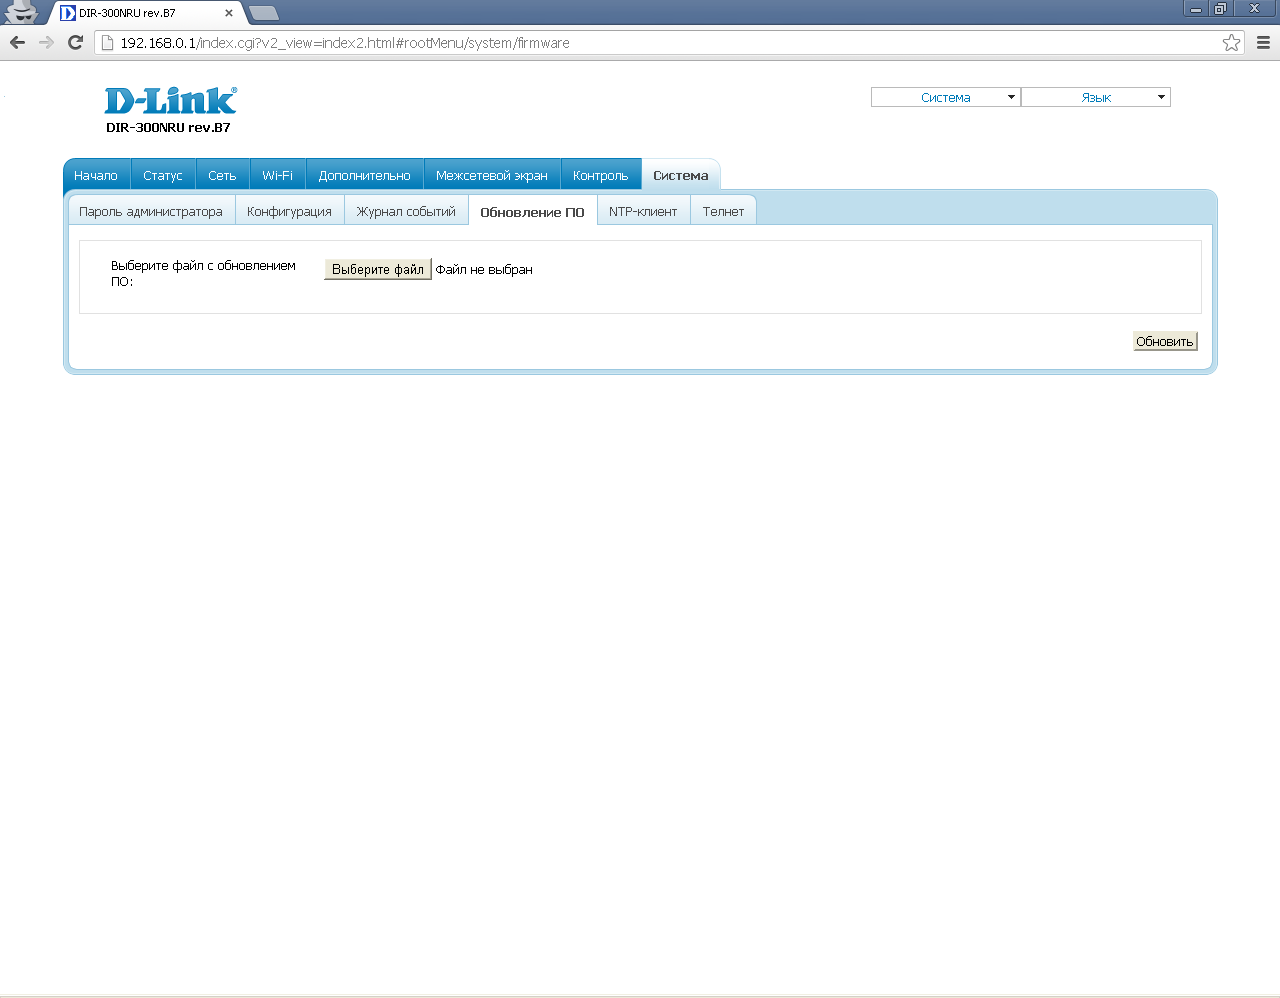 DIR-300NRU rev.B7
192.168.0.1/index.cgi?v2_view=index2.html#rootMenu/system/firmware
D-Link®
DIR-300NRU rev.B7
Система Язык
Начало Статус Сеть Wi-Fi Дополнительно Межсетевой экран Контроль Система
Пароль администратора Конфигурация Журнал событий Обновление ПО NTP-клиент Телнет
Выберите файл с обновлением
ПО:
Выберите файл Файл не выбран
Обновить